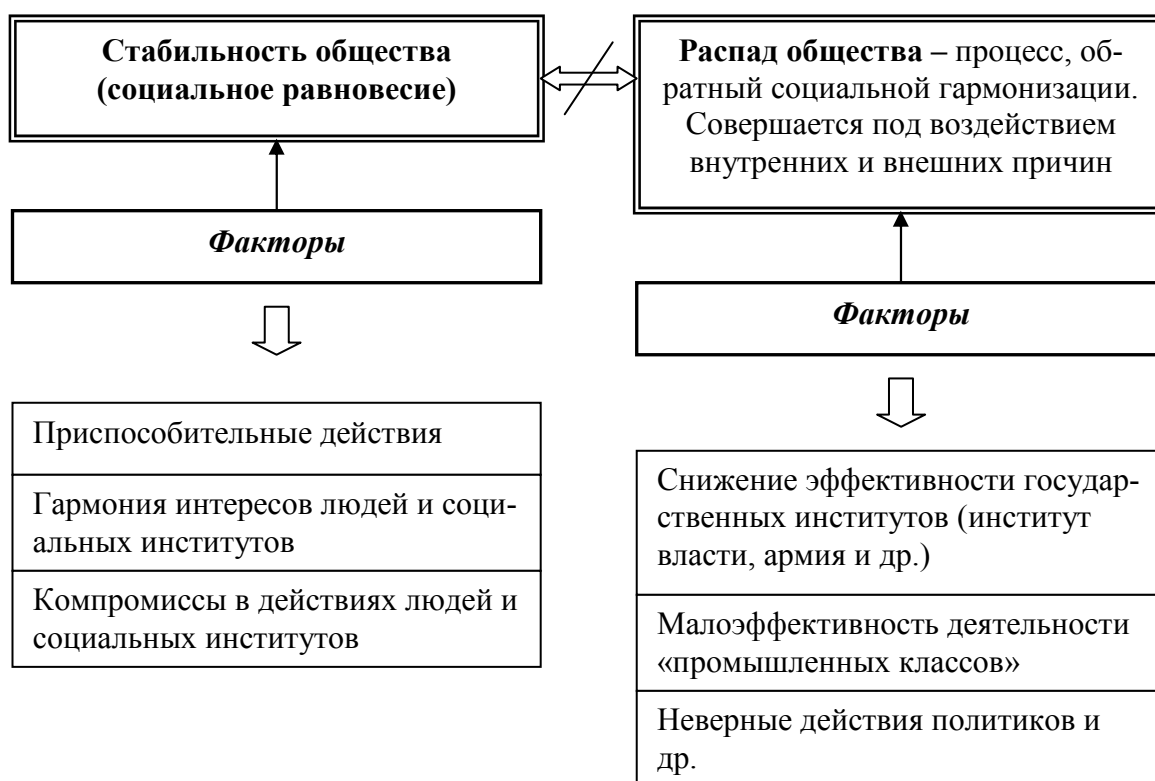 Стабильность общества
(социальное равновесие)
Факторы
Приспособительные действия
Гармония интересов людей и соци-
альных институтов
Компромиссы в действиях людей и
социальных институтов
Распад общества – процесс, об-
ратный социальной гармонизации.
Совершается под воздействием
внутренних и внешних причин
Факторы
Снижение эффективности государ-
ственных институтов (институт
власти, армия и др.)
Малоэффективность деятельности
«промышленных классов»
Неверные действия политиков и
др.